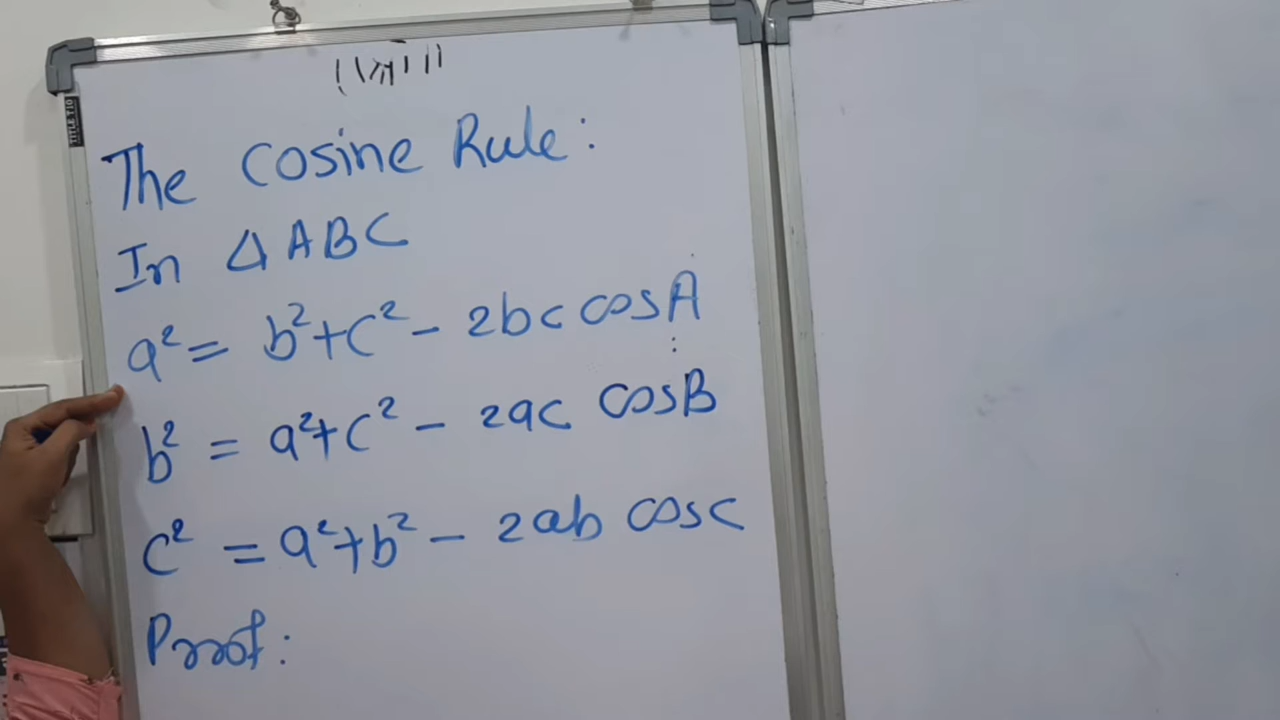 The Cosine Rule:
In △ABC
a² = b²+c² - 2bc cosA
b² = a²+c² - 2ac cosB
c² = a²+b² - 2ab cosc
Proof: